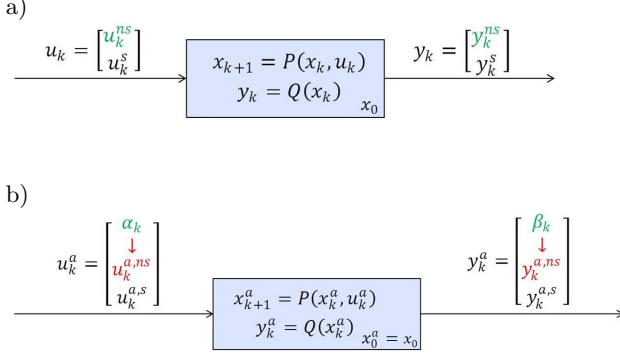 a)
u_k = [u_k^{ns} u_k^s]
x_{k+1} = P(x_k, u_k)
y_k = Q(x_k)
x_0
y_k = [y_k^{ns} y_k^s]
b)
u_k^a = [α_k ↓ u_k^{a,ns} u_k^{a,s}]
x_{k+1}^a = P(x_k^a, u_k^a)
y_k^a = Q(x_k^a)
x_0^a = x_0
y_k^a = [β_k ↓ y_k^{a,ns} y_k^{a,s}]